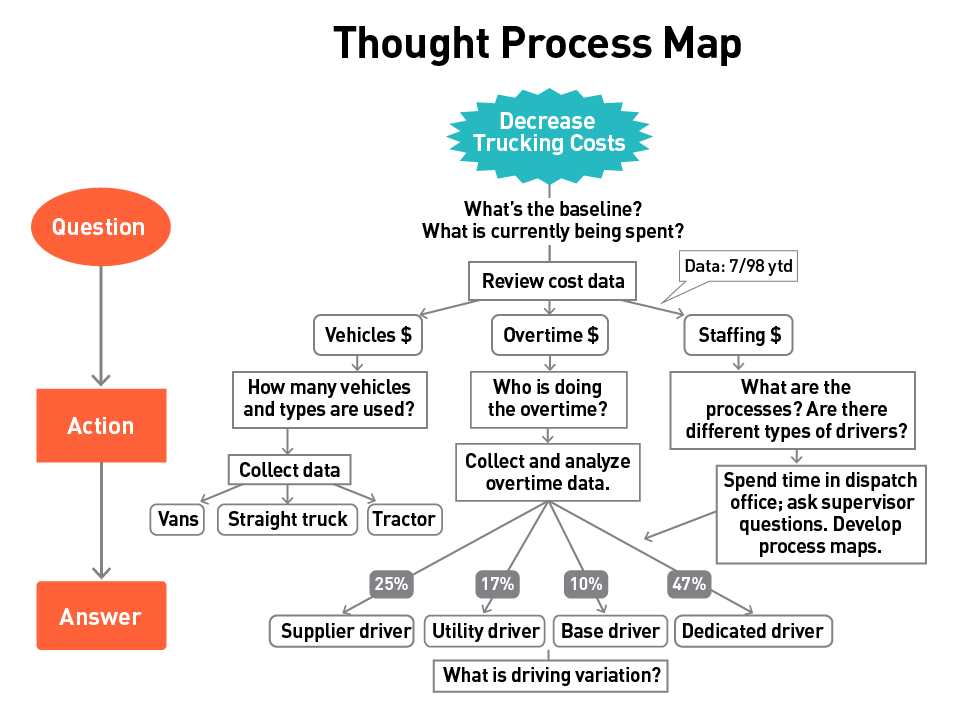 Thought Process Map
Decrease
Trucking Costs
Question
Action
Answer
What's the baseline?
What is currently being spent?
Review cost data
Data: 7/98 ytd
Vehicles $
Overtime $
Staffing $
How many vehicles
and types are used?
Who is doing
the overtime?
What are the
processes? Are there
different types of drivers?
Collect data
Collect and analyze
overtime data.
Spend time in dispatch
office; ask supervisor
questions. Develop
process maps.
Vans
Straight truck
Tractor
25%
17%
10%
47%
Supplier driver
Utility driver
Base driver
Dedicated driver
What is driving variation?